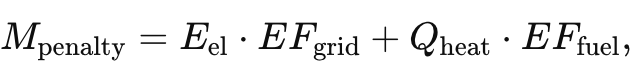 M_penalty = E_el · EF_grid + Q_heat · EF_fuel,